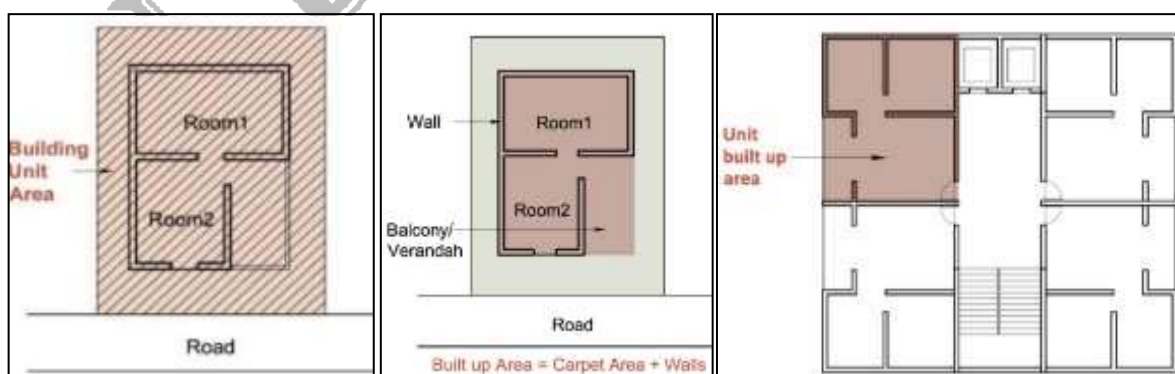 Building
Unit
Area
Room1
Room2
Road
Wall
Room1
Room2
Balcony/
Verandah
Road
Built up Area = Carpet Area + Walls
Unit
built up
area